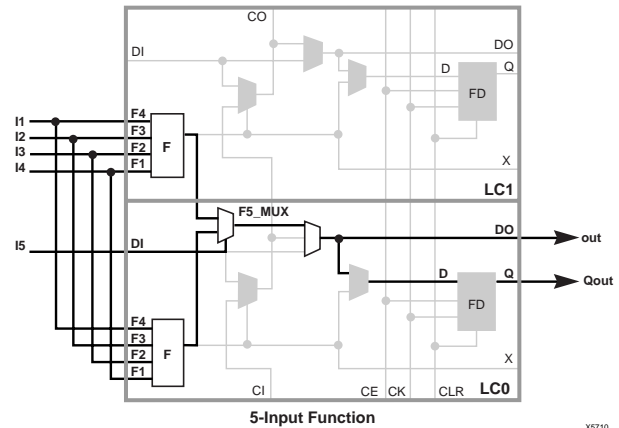 CO
DI
DO
D
Q
FD
I1
I2
I3
I4
F4
F3
F2
F1
F
X
LC1
F5_MUX
I5
DI
DO
out
D
Q
Qout
FD
F4
F3
F2
F1
F
X
CI
CE
CK
CLR
LC0
5-Input Function
X5710